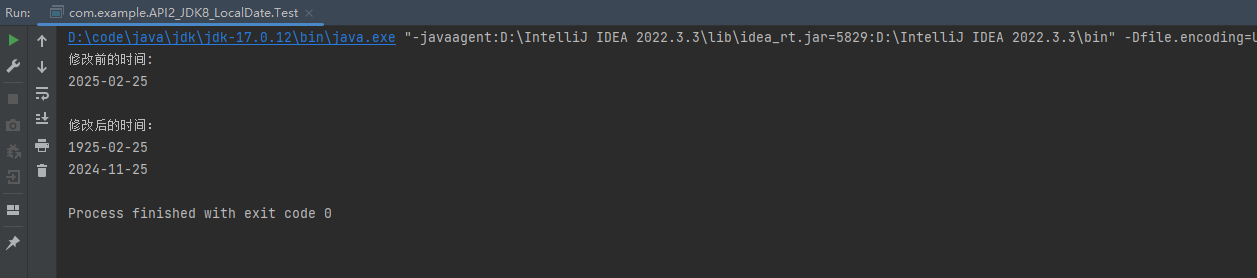 Run: com.example.API2_JDK8_LocalDate.Test
D:\code\java\jdk\jdk-17.0.12\bin\java.exe "-javaagent:D:\IntelliJ IDEA 2022.3.3\lib\idea_rt.jar=5829:D:\IntelliJ IDEA 2022.3.3\bin" -Dfile.encoding=U
修改前的时间:
2025-02-25
修改后的时间:
1925-02-25
2024-11-25
Process finished with exit code 0